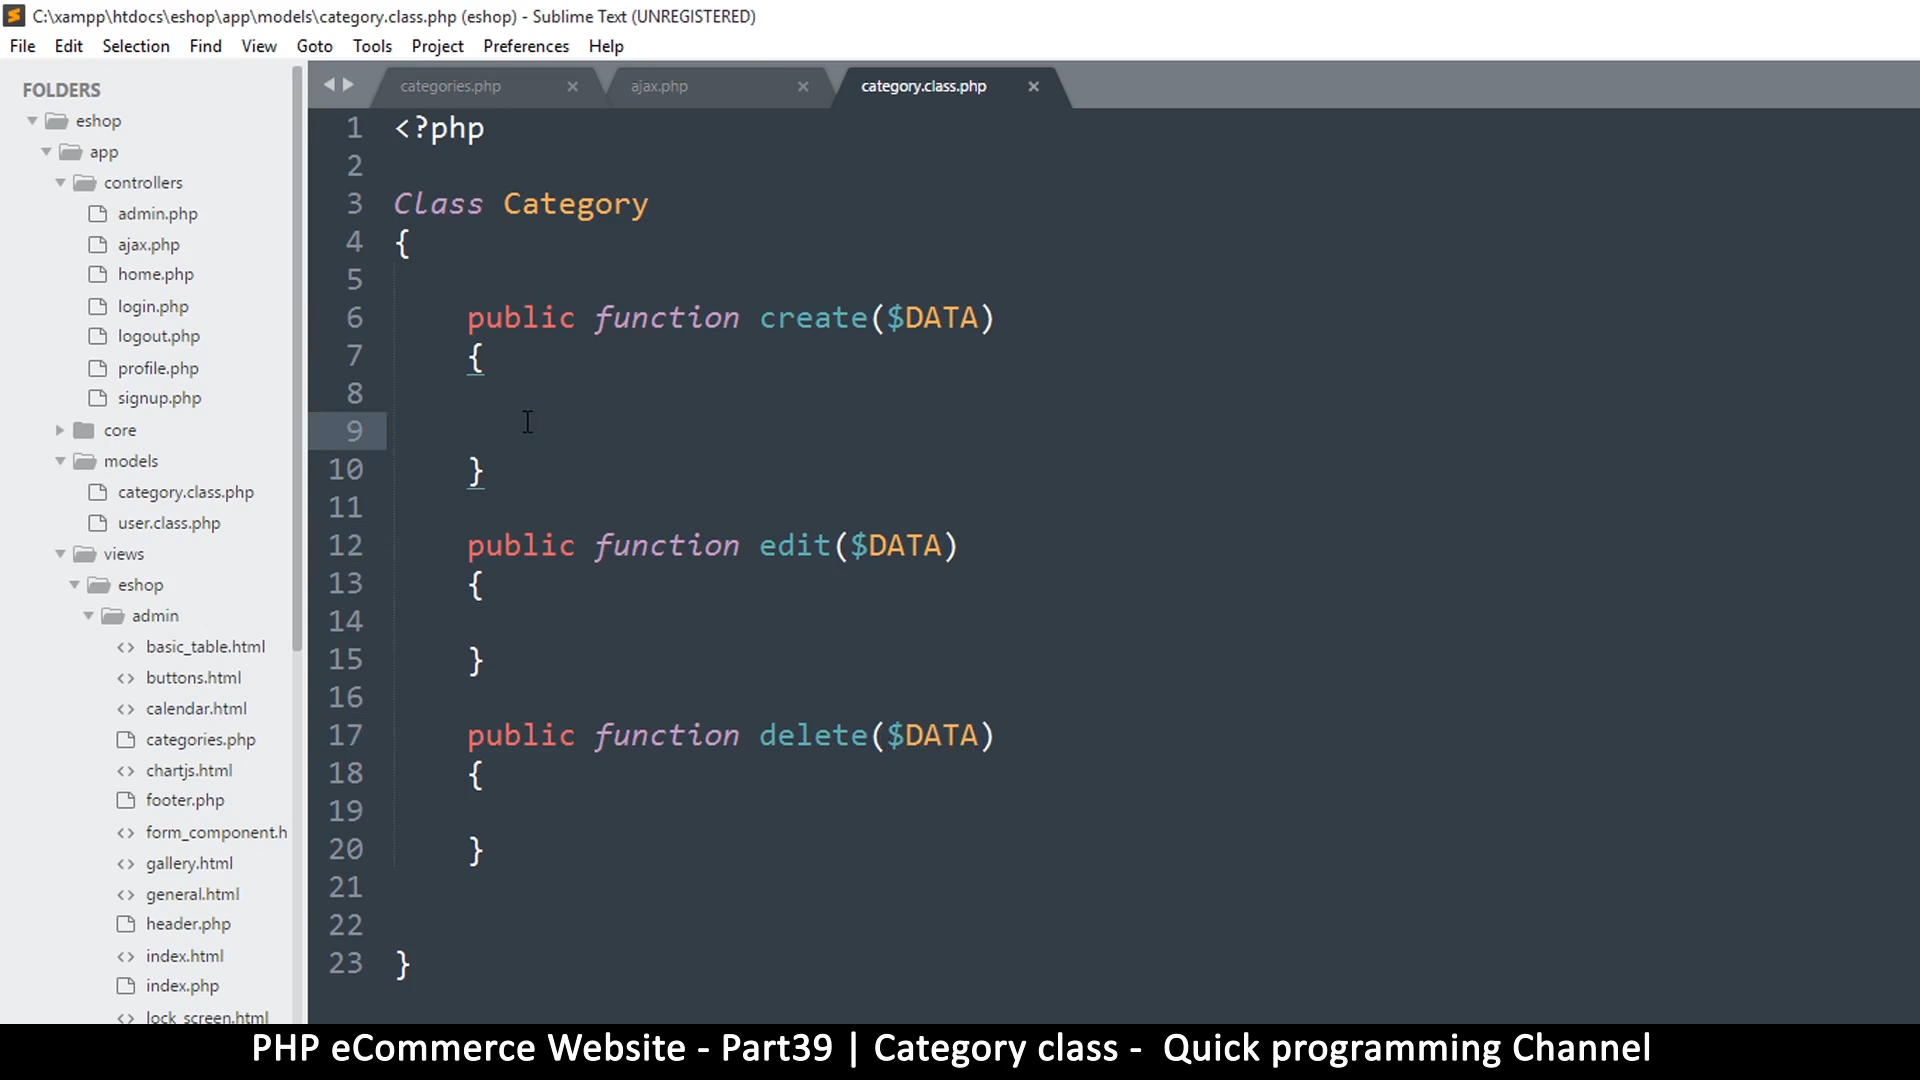 C:\xampp\htdocs\eshop\app\models\category.class.php (eshop) - Sublime Text (UNREGISTERED)
File Edit Selection Find View Goto Tools Project Preferences Help
FOLDERS
eshop
app
controllers
admin.php
ajax.php
home.php
login.php
logout.php
profile.php
signup.php
core
models
category.class.php
user.class.php
views
eshop
admin
basic_table.html
buttons.html
calendar.html
categories.php
chartjs.html
footer.php
form_component.h
gallery.html
general.html
header.php
index.html
index.php
lock_screen.html
categories.php ajax.php category.class.php
1 <?php
2
3 Class Category
4 {
5
6 public function create($DATA)
7 {
8
9
10 }
11
12 public function edit($DATA)
13 {
14
15 }
16
17 public function delete($DATA)
18 {
19
20 }
21
22
23 }
PHP eCommerce Website - Part39 | Category class - Quick programming Channel